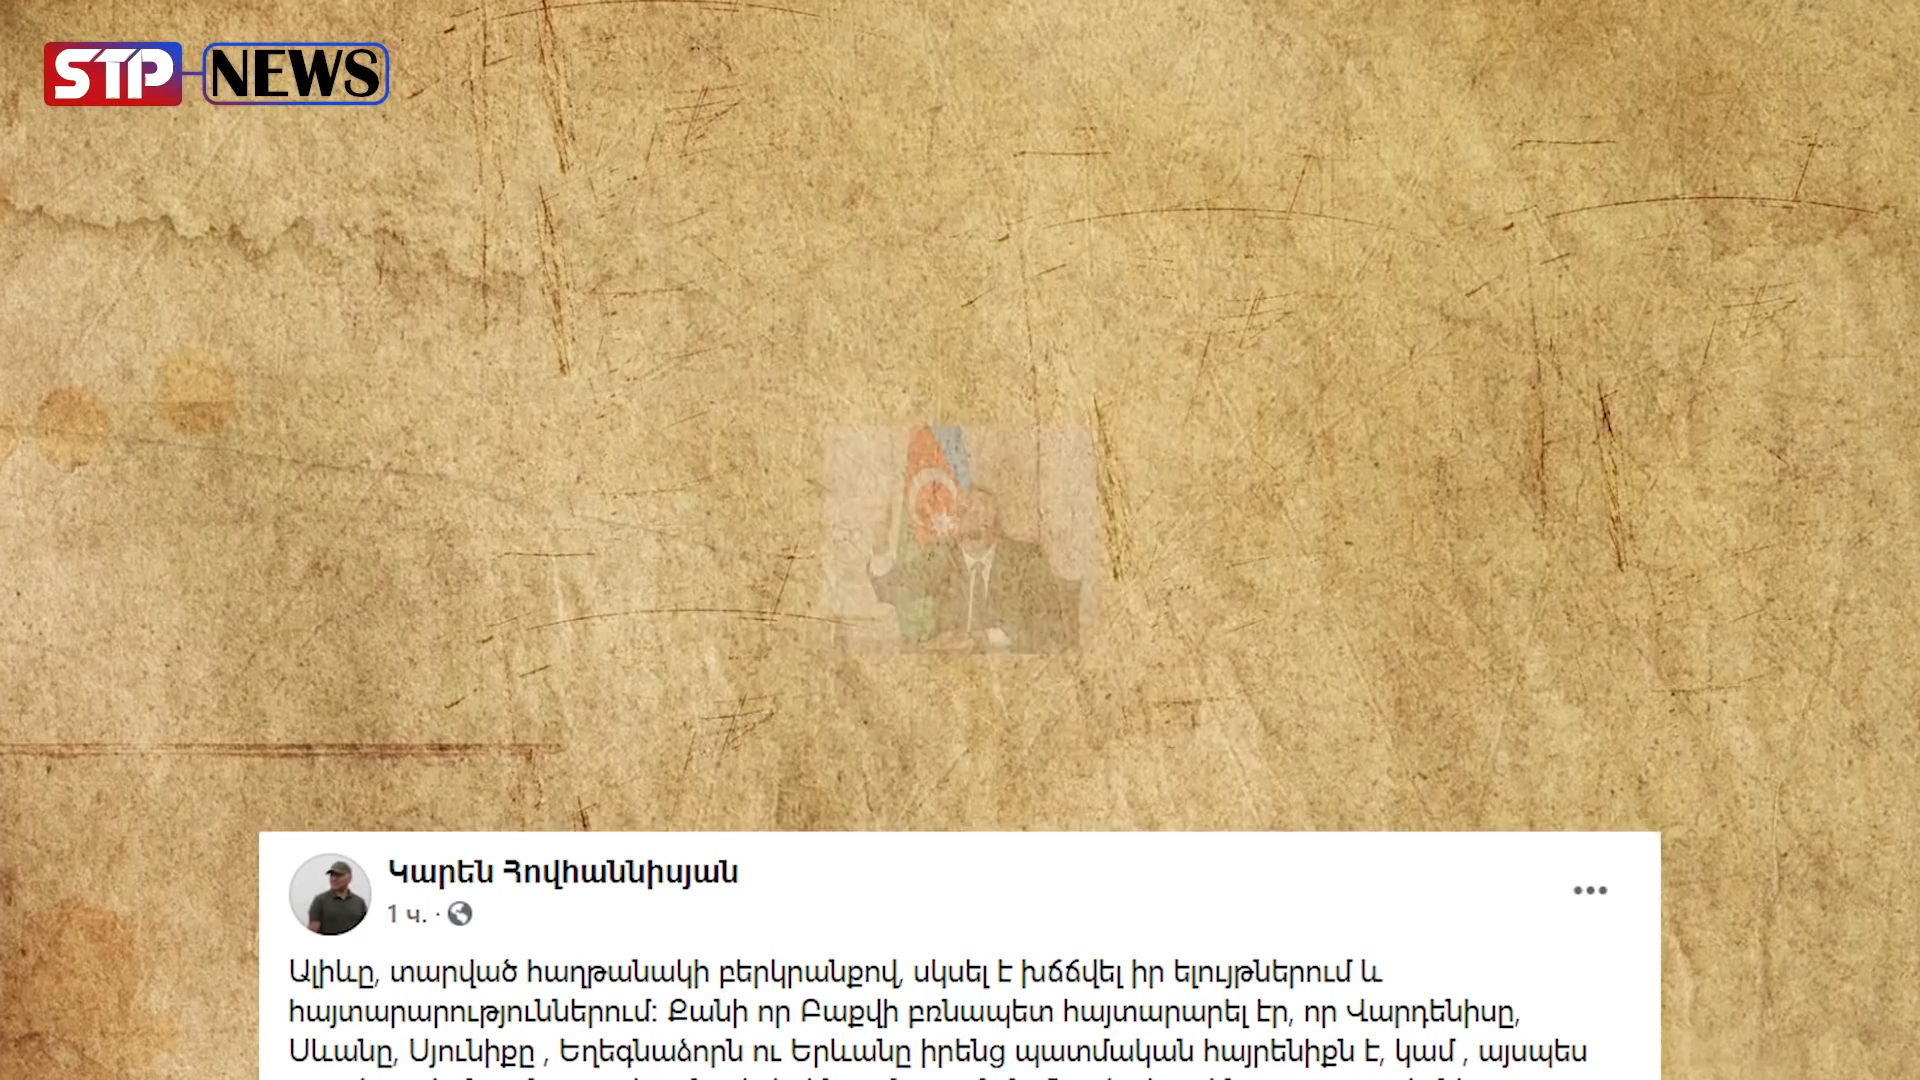 STP NEWS
Կարեն Հովհաննիսյան
1 ч. ·
Ալիևը, տարված հաղթանակի բերկրանքով, սկսել է խճճվել իր ելույթներում և
հայտարարություններում: Քանի որ Բաքվի բռնապետ հայտարարել էր, որ Վարդենիսը,
Սևանը, Սյունիքը , Եղեգնաձորն ու Երևանը իրենց պատմական հայրենիքն է, կամ , այսպես